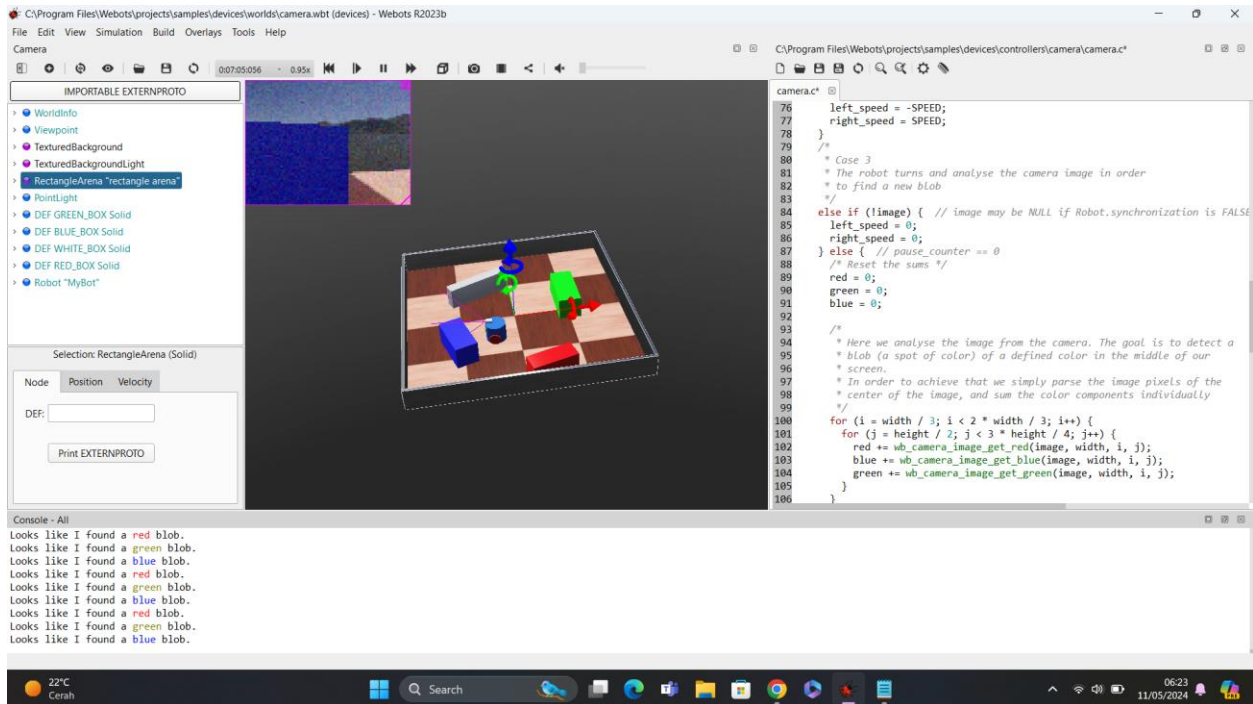 C:\Program Files\Webots\projects\samples\devices\worlds\camera.wbt (devices) - Webots R2023b
File Edit View Simulation Build Overlays Tools Help
Camera
0:07:05:056 - 0.95x
IMPORTABLE EXTERNPROTO
WorldInfo
Viewpoint
TexturedBackground
TexturedBackgroundLight
RectangleArena "rectangle arena"
PointLight
DEF GREEN_BOX Solid
DEF BLUE_BOX Solid
DEF WHITE_BOX Solid
DEF RED_BOX Solid
Robot "MyBot"
Selection: RectangleArena (Solid)
Node Position Velocity
DEF:
Print EXTERNPROTO
C:\Program Files\Webots\projects\samples\devices\controllers\camera\camera.c*
camera.c*
76 left_speed = -SPEED;
77 right_speed = SPEED;
78 }
79 /*
80 * Case 3
81 * The robot turns and analyse the camera image in order
82 * to find a new blob
83 */
84 else if (!image) { // image may be NULL if Robot.synchronization is FALSE
85 left_speed = 0;
86 right_speed = 0;
87 } else { // pause_counter == 0
88 /* Reset the sums */
89 red = 0;
90 green = 0;
91 blue = 0;
92
93 /*
94 * Here we analyse the image from the camera. The goal is to detect a
95 * blob (a spot of color) of a defined color in the middle of our
96 * screen.
97 * In order to achieve that we simply parse the image pixels of the
98 * center of the image, and sum the color components individually
99 */
100 for (i = width / 3; i < 2 * width / 3; i++) {
101 for (j = height / 2; j < 3 * height / 4; j++) {
102 red += wb_camera_image_get_red(image, width, i, j);
103 blue += wb_camera_image_get_blue(image, width, i, j);
104 green += wb_camera_image_get_green(image, width, i, j);
105 }
106 }
Console - All
Looks like I found a red blob.
Looks like I found a green blob.
Looks like I found a blue blob.
Looks like I found a red blob.
Looks like I found a green blob.
Looks like I found a blue blob.
Looks like I found a red blob.
Looks like I found a green blob.
Looks like I found a blue blob.
22°C
Cerah
Search
06:23
11/05/2024